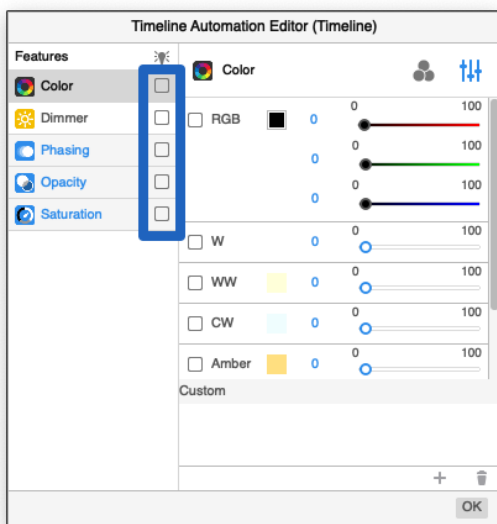 Timeline Automation Editor (Timeline)
Features
Color
Dimmer
Phasing
Opacity
Saturation
Color
RGB 0 0 100
0 0 100
0 0 100
W 0 0 100
WW 0 0 100
CW 0 0 100
Amber 0 0 100
Custom
OK